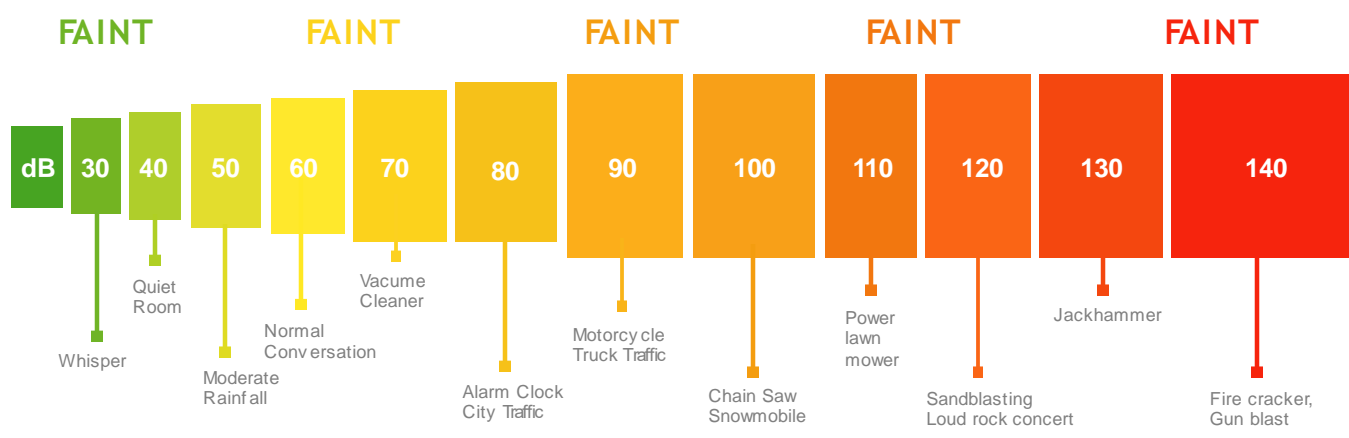 FAINT FAINT FAINT FAINT FAINT
dB 30 40 50 60 70 80 90 100 110 120 130 140
Whisper
Quiet
Room
Moderate
Rainfall
Normal
Conversation
Vacume
Cleaner
Alarm Clock
City Traffic
Motorcycle
Truck Traffic
Chain Saw
Snowmobile
Power
lawn
mower
Sandblasting
Loud rock concert
Jackhammer
Fire cracker,
Gun blast